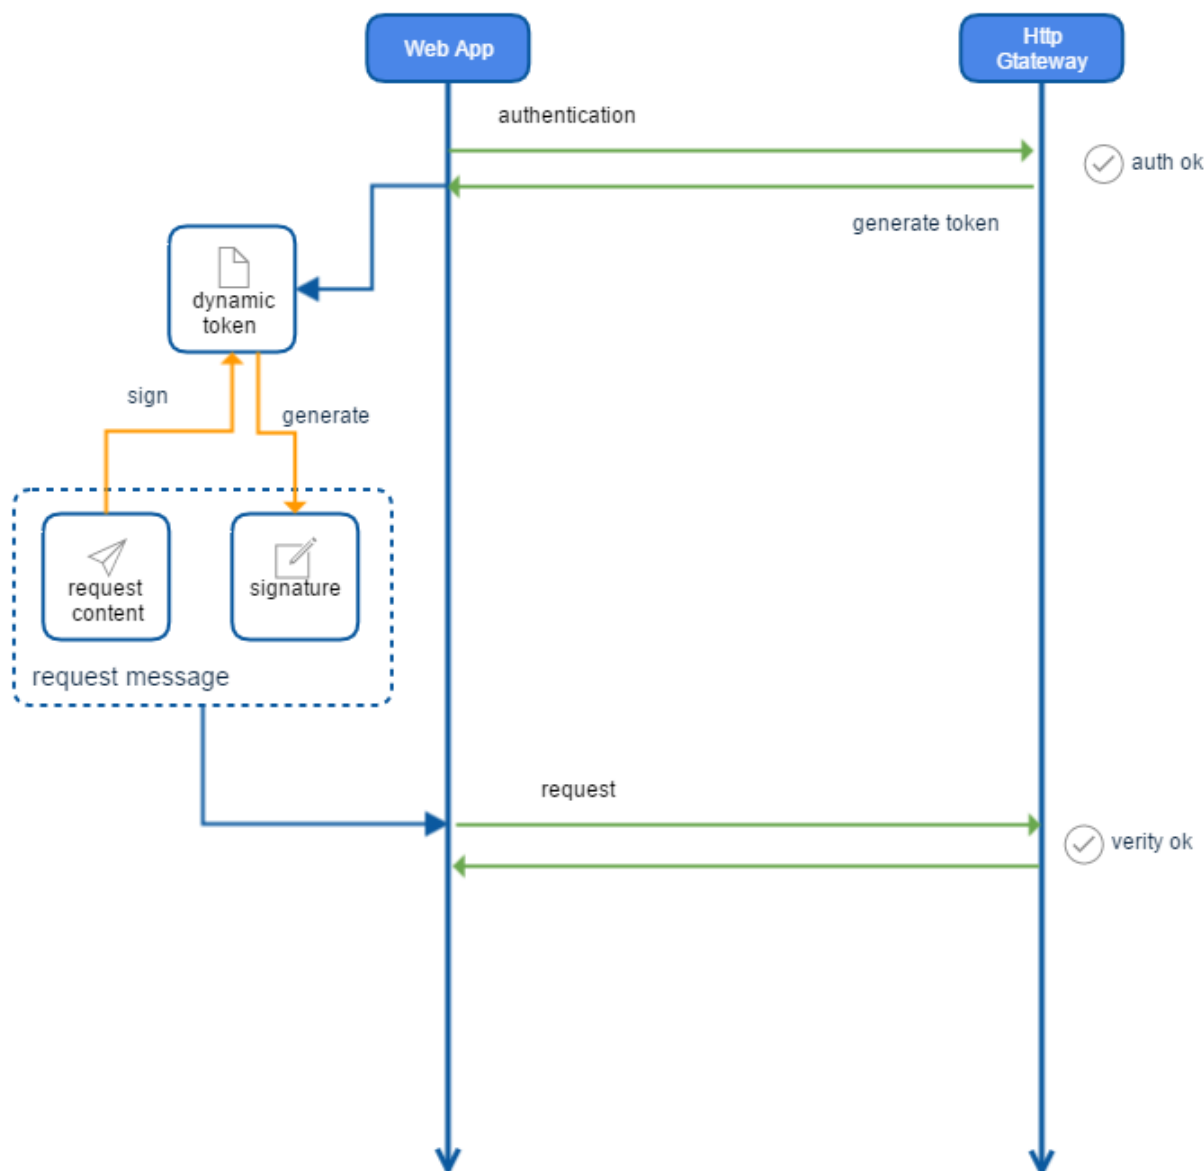 Web App
Http
Gtateway
authentication
auth ok
generate token
dynamic
token
sign
generate
request
content
signature
request message
request
verity ok